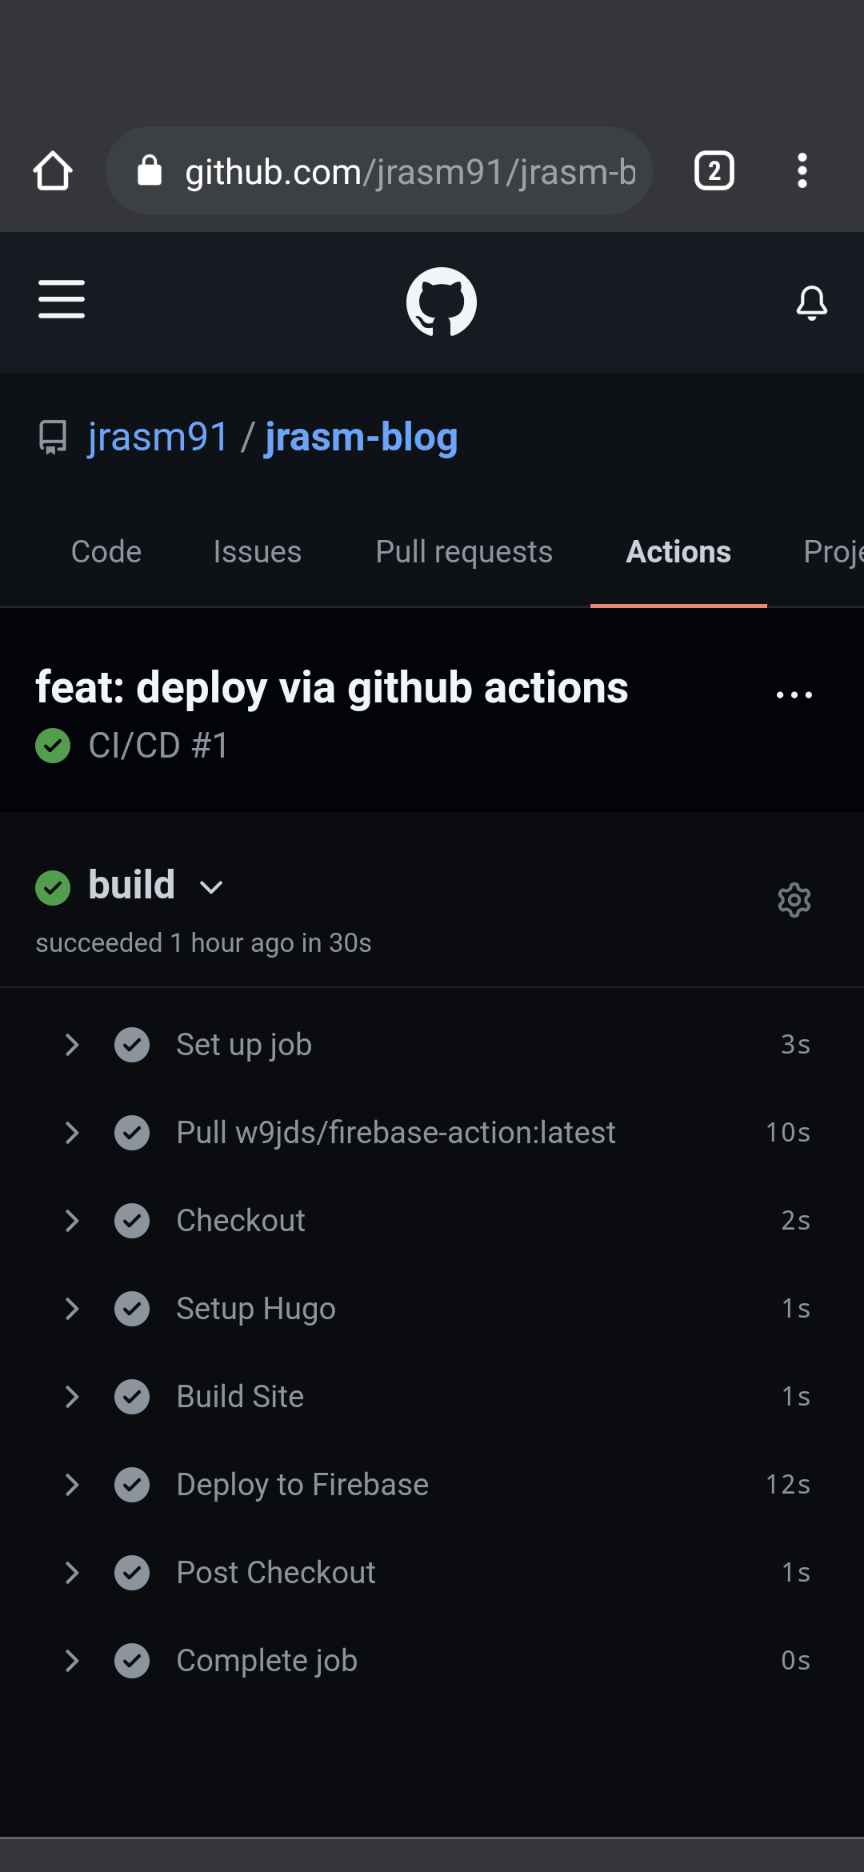 github.com/jrasm91/jrasm-b
2
jrasm91 / jrasm-blog
Code Issues Pull requests Actions Proje
feat: deploy via github actions
CI/CD #1
build
succeeded 1 hour ago in 30s
Set up job 3s
Pull w9jds/firebase-action:latest 10s
Checkout 2s
Setup Hugo 1s
Build Site 1s
Deploy to Firebase 12s
Post Checkout 1s
Complete job 0s